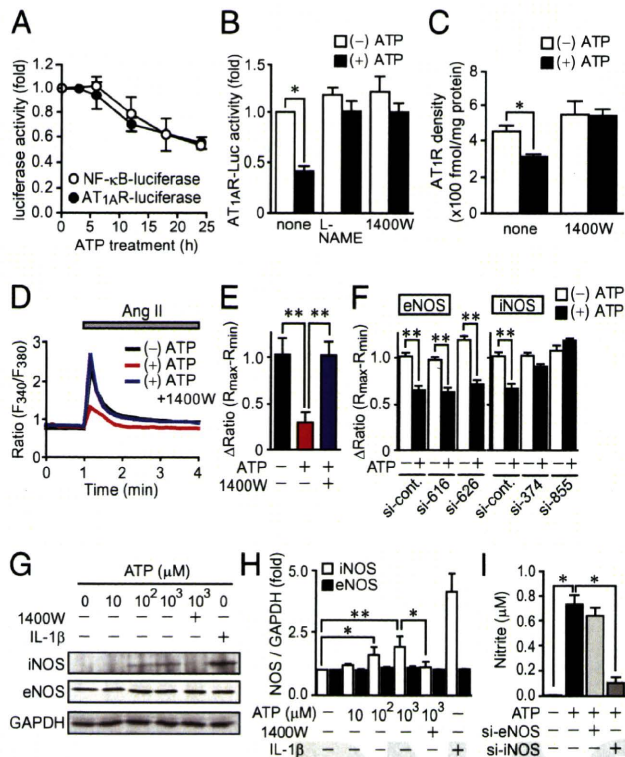 A
luciferase activity (fold)
1.2
1.0
0.8
0.6
0.4
0.2
0.0
NF-κB-luciferase
AT1AR-luciferase
0 5 10 15 20 25
ATP treatment (h)
B
(−) ATP
(+) ATP
AT1AR-Luc activity (fold)
1.5
1.0
0.5
0
*
none L-NAME 1400W
C
(−) ATP
(+) ATP
AT1R density
(x100 fmol/mg protein)
8
6
4
2
0
*
none 1400W
D
Ang II
Ratio (F340/F380)
3
2
1
0 1 2 3 4
Time (min)
(−) ATP
(+) ATP
(+) ATP
+1400W
E
ΔRatio (Rmax-Rmin)
1.0
0.5
0
** **
ATP − + +
1400W − − +
F
eNOS iNOS
(−) ATP
(+) ATP
ΔRatio (Rmax-Rmin)
1.0
0.5
0
** ** ** **
ATP − + − + − + − + − + − +
si-cont. si-616 si-626 si-cont. si-374 si-855
G
ATP (μM)
0 10 10² 10³ 10³ 0
1400W − − − − + −
IL-1β − − − − − +
iNOS
eNOS
GAPDH
H
iNOS
eNOS
NOS / GAPDH (fold)
5.0
2.5
0
** *
*
ATP (μM) − 10 10² 10³ 10³ −
1400W − − − − + −
IL-1β − − − − − +
I
Nitrite (μM)
1.0
0.8
0.6
0.4
0.2
0
* *
ATP − + + +
si-eNOS − − + −
si-iNOS − − − +